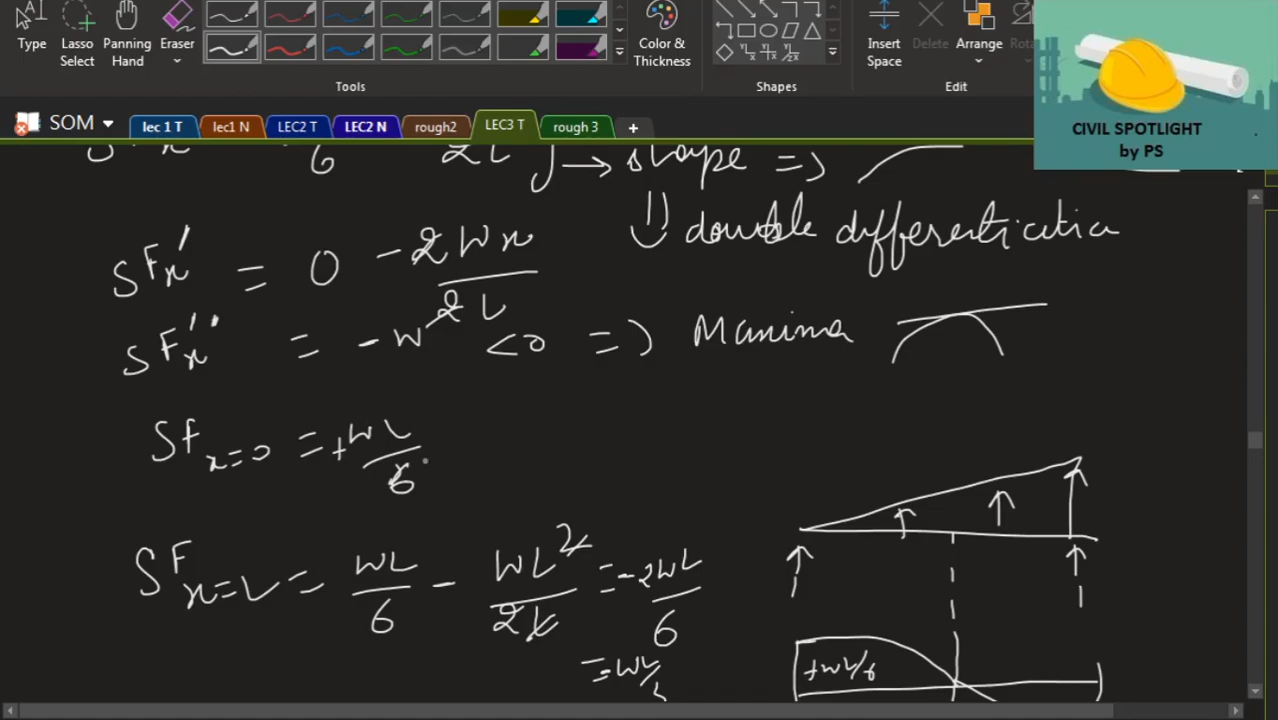 Type
Lasso Select
Panning Hand
Eraser
Color & Thickness
Insert Space
Delete
Arrange
Tools
Shapes
Edit
CIVIL SPOTLIGHT
by PS
SOM
lec 1 T
lec1 N
LEC2 T
LEC2 N
rough2
LEC3 T
rough 3
6 2L → shape =>
double differentiation
SFx' = 0 - 2Wx/2L
SFx'' = -w <0 => Maxima
SF x=0 = +WL/6
SF x=L = WL/6 - WL²/2L = -2WL/6
+WL/6